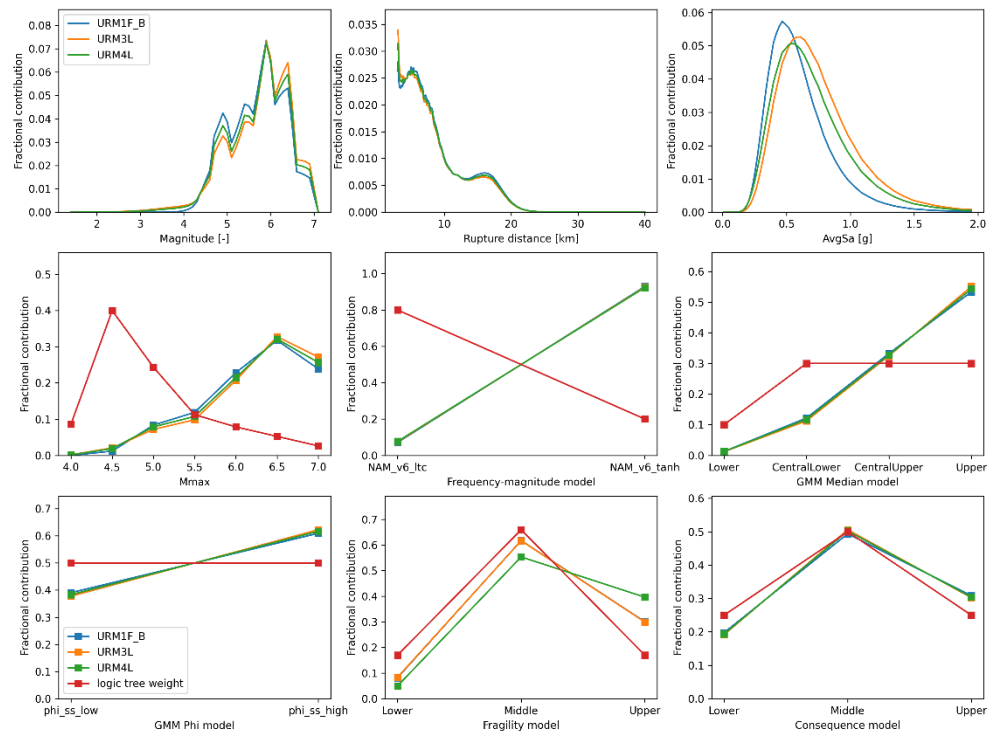 0.08
0.07
0.06
0.05
0.04
0.03
0.02
0.01
0.00
Fractional contribution
URM1F_B
URM3L
URM4L
2 3 4 5 6 7
Magnitude [-]
0.035
0.030
0.025
0.020
0.015
0.010
0.005
0.000
Fractional contribution
10 20 30 40
Rupture distance [km]
0.06
0.05
0.04
0.03
0.02
0.01
0.00
Fractional contribution
0.0 0.5 1.0 1.5 2.0
AvgSa [g]
0.5
0.4
0.3
0.2
0.1
0.0
Fractional contribution
4.0 4.5 5.0 5.5 6.0 6.5 7.0
Mmax
1.0
0.8
0.6
0.4
0.2
0.0
Fractional contribution
NAM_v6_ltc NAM_v6_tanh
Frequency-magnitude model
0.6
0.5
0.4
0.3
0.2
0.1
0.0
Fractional contribution
Lower CentralLower CentralUpper Upper
GMM Median model
0.7
0.6
0.5
0.4
0.3
0.2
0.1
0.0
Fractional contribution
URM1F_B
URM3L
URM4L
logic tree weight
phi_ss_low phi_ss_high
GMM Phi model
0.7
0.6
0.5
0.4
0.3
0.2
0.1
0.0
Fractional contribution
Lower Middle Upper
Fragility model
0.6
0.5
0.4
0.3
0.2
0.1
0.0
Fractional contribution
Lower Middle Upper
Consequence model